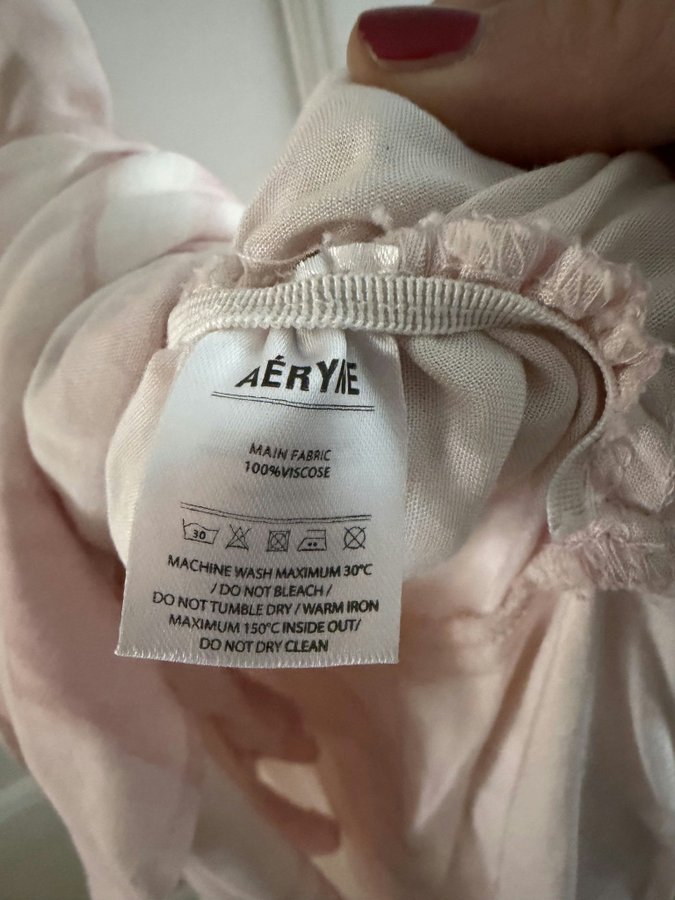 AÉRYNE
MAIN FABRIC
100%VISCOSE
30
MACHINE WASH MAXIMUM 30°C
/ DO NOT BLEACH /
DO NOT TUMBLE DRY / WARM IRON
MAXIMUM 150°C INSIDE OUT/
DO NOT DRY CLEAN